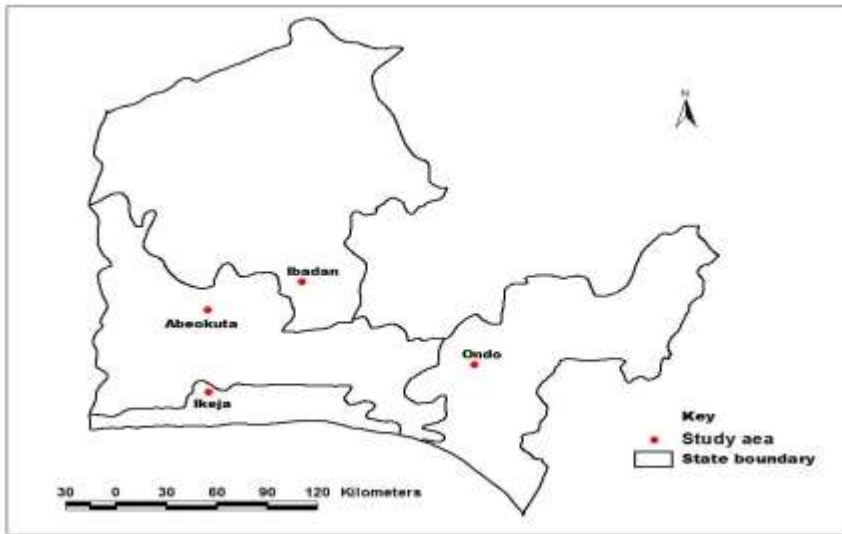 N
Ibadan
Abeokuta
Ondo
Ikeja
Key
Study aea
State boundary
30 0 30 60 90 120 Kilometers